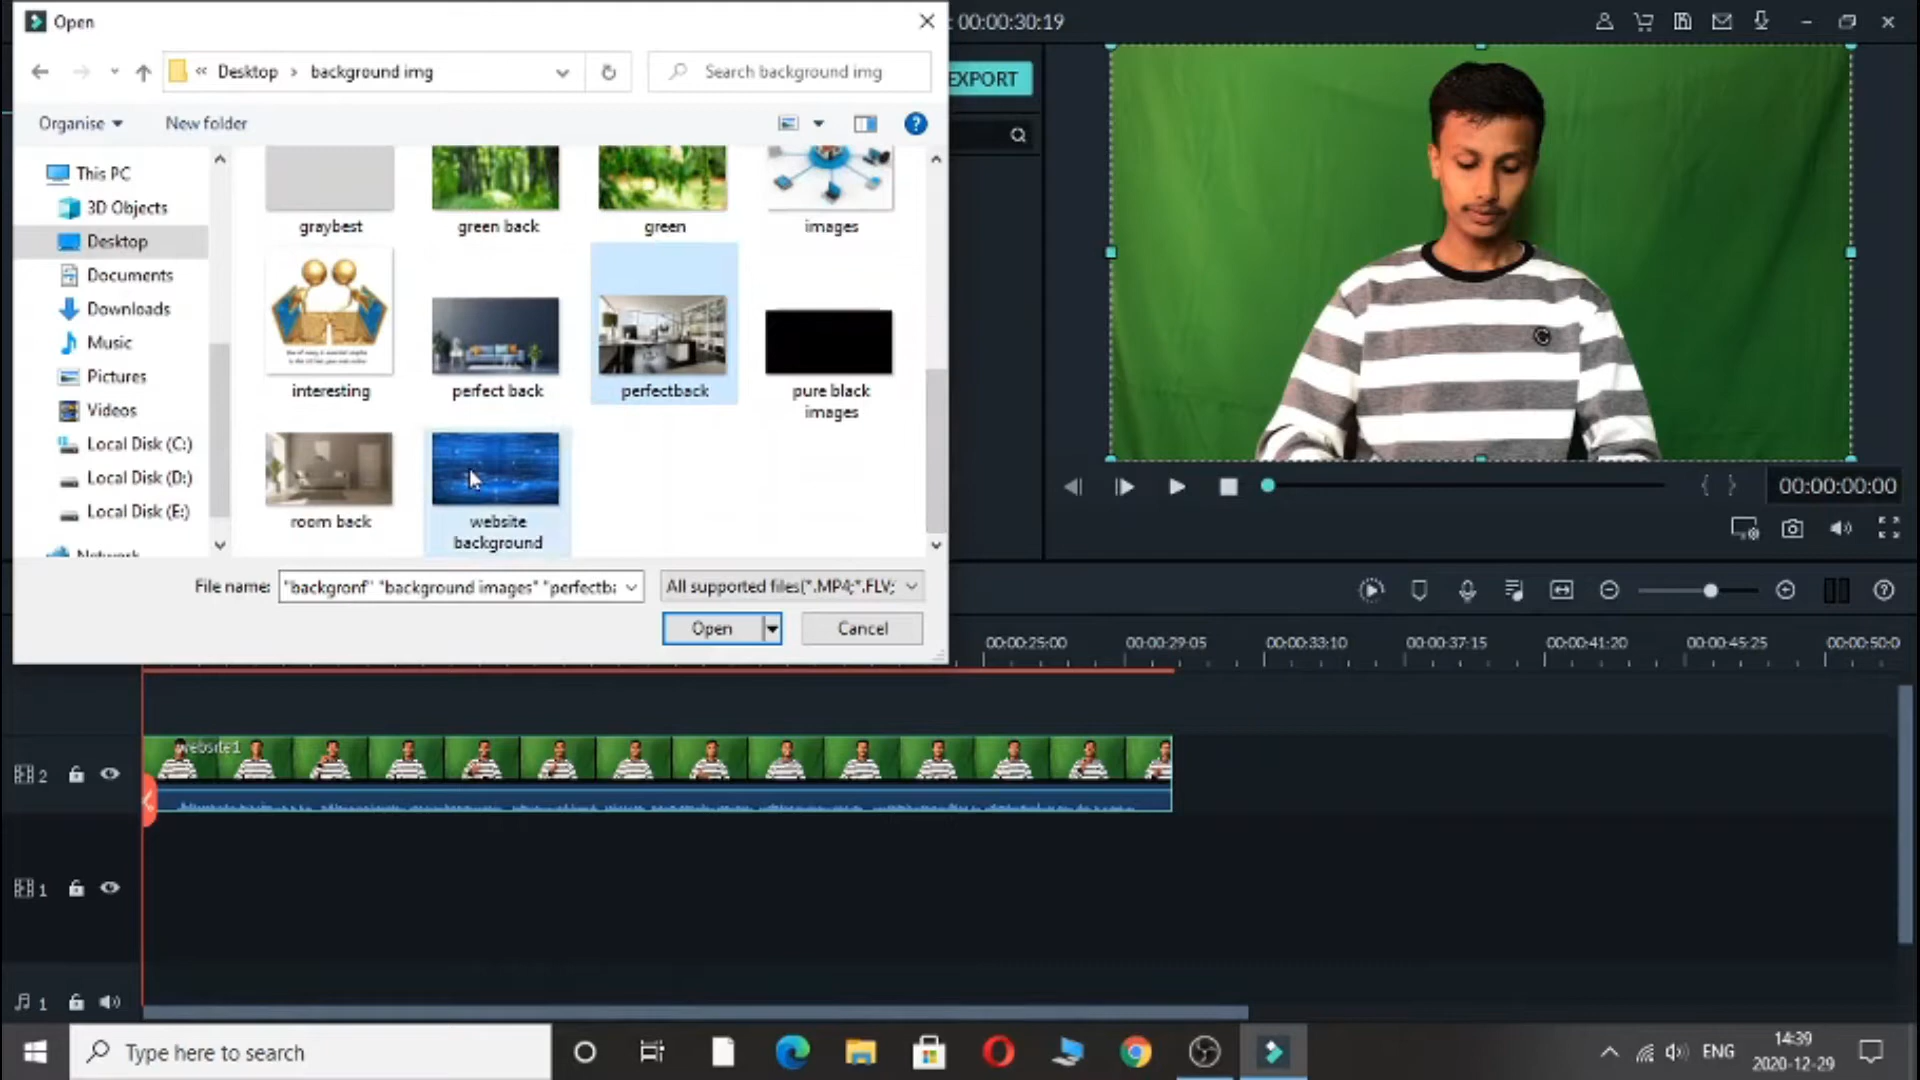 Open
: 00:00:30:19
« Desktop › background img
Search background img
EXPORT
Organise
New folder
This PC
3D Objects
Desktop
Documents
Downloads
Music
Pictures
Videos
Local Disk (C:)
Local Disk (D:)
Local Disk (E:)
Network
graybest
green back
green
images
interesting
perfect back
perfectback
pure black
images
room back
website
background
File name:
"backgronf" "background images" "perfectba
All supported files(*.MP4;*.FLV;
Open
Cancel
{ }
00:00:00:00
00:00:25:00
00:00:29:05
00:00:33:10
00:00:37:15
00:00:41:20
00:00:45:25
00:00:50:0
website1
2
1
1
Type here to search
ENG
14:39
2020-12-29